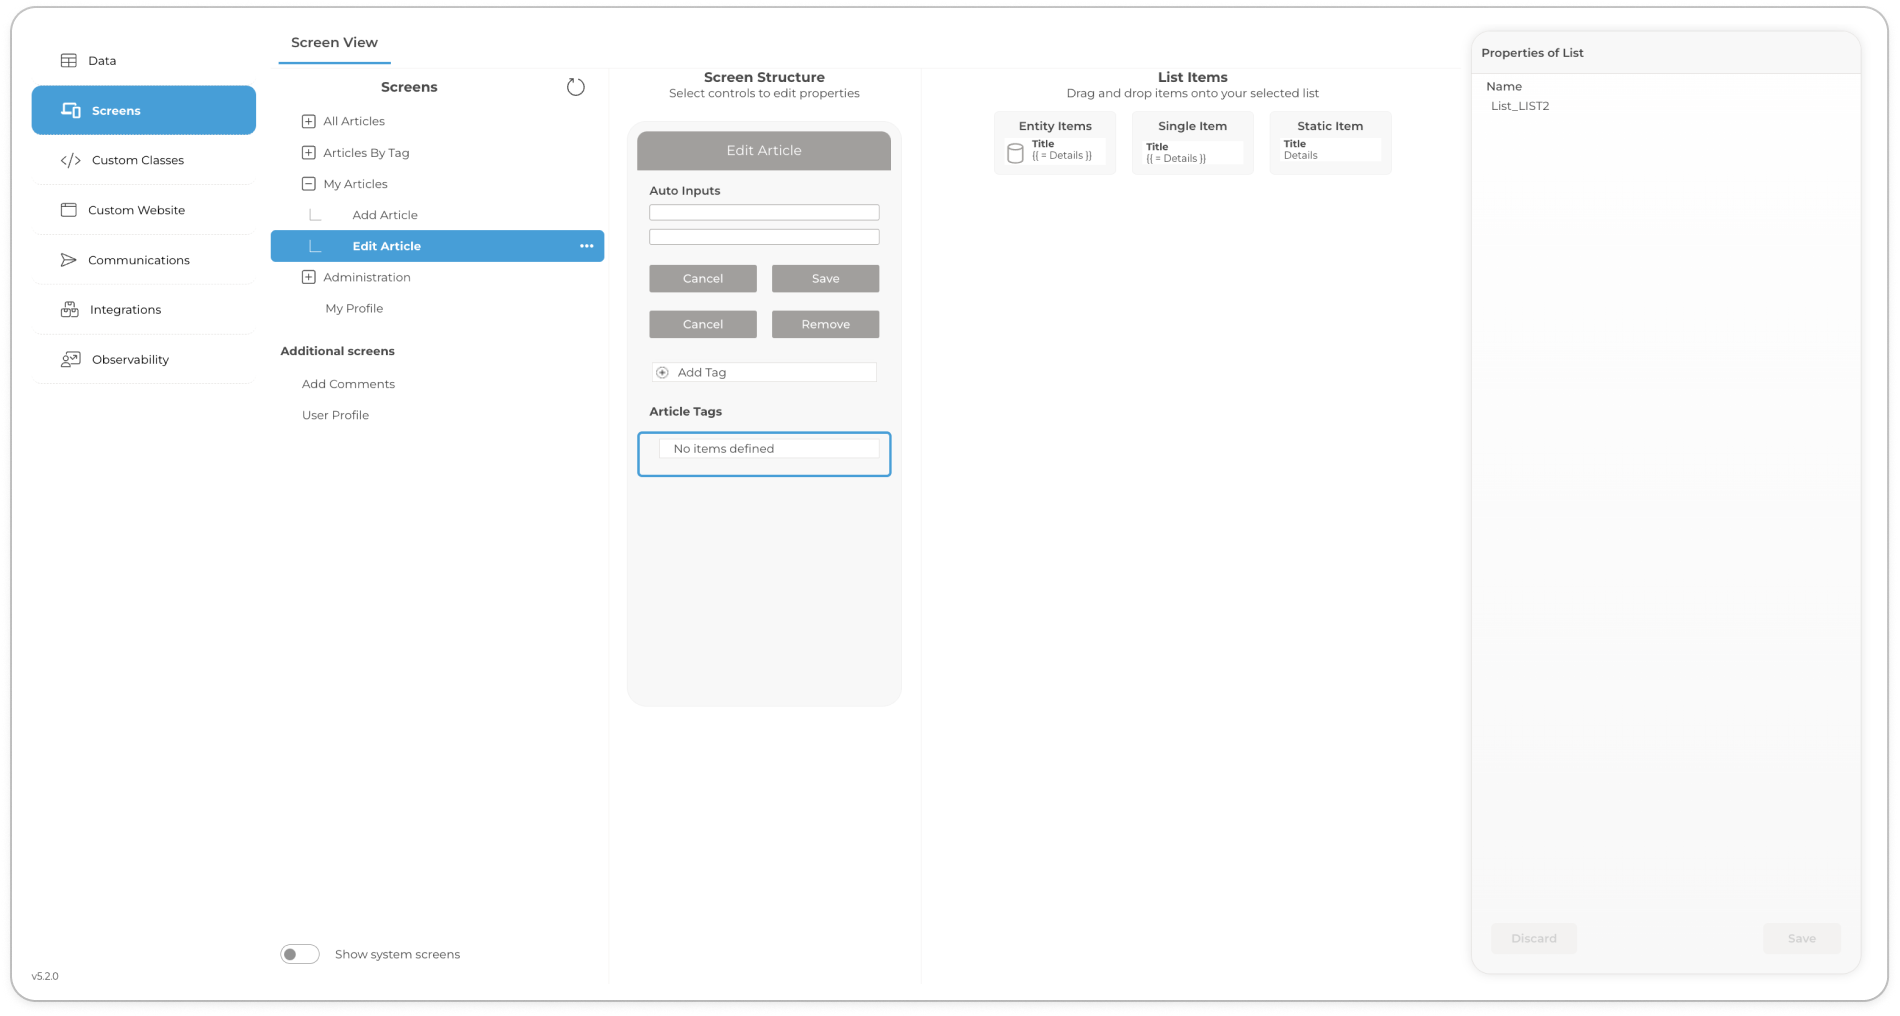 Data
Screens
Custom Classes
Custom Website
Communications
Integrations
Observability
v5.2.0
Screen View
Screens
All Articles
Articles By Tag
My Articles
Add Article
Edit Article
Administration
My Profile
Additional screens
Add Comments
User Profile
Show system screens
Screen Structure
Select controls to edit properties
Edit Article
Auto Inputs
Cancel
Save
Cancel
Remove
Add Tag
Article Tags
No items defined
List Items
Drag and drop items onto your selected list
Entity Items
Title
{{ = Details }}
Single Item
Title
{{ = Details }}
Static Item
Title
Details
Properties of List
Name
List_LIST2
Discard
Save